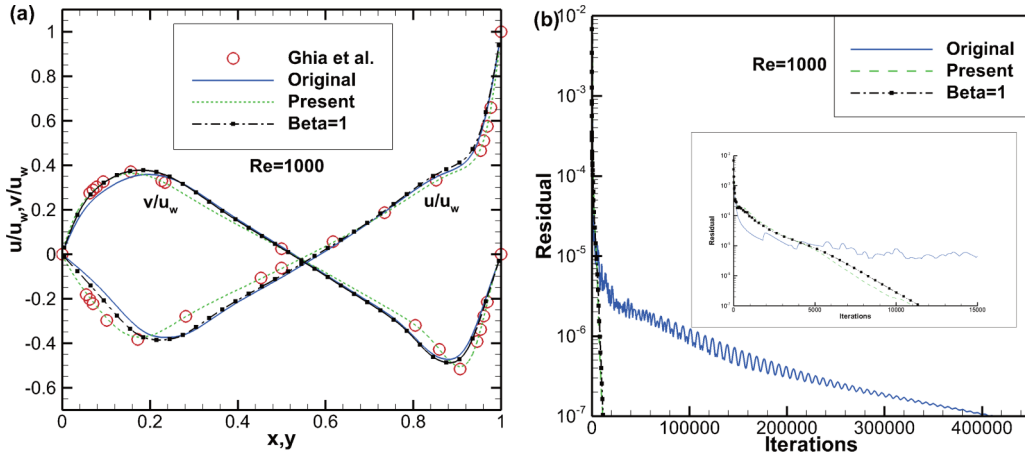 (a)
1
0.8
0.6
0.4
0.2
0
-0.2
-0.4
-0.6
u/u_w,v/u_w
Ghia et al.
Original
Present
Beta=1
Re=1000
v/u_w
u/u_w
0 0.2 0.4 0.6 0.8 1
x,y
(b)
10^-2
10^-3
10^-4
10^-5
10^-6
10^-7
Residual
Original
Present
Beta=1
Re=1000
Residual
0 5000 10000 15000
Iterations
0 100000 200000 300000 400000
Iterations